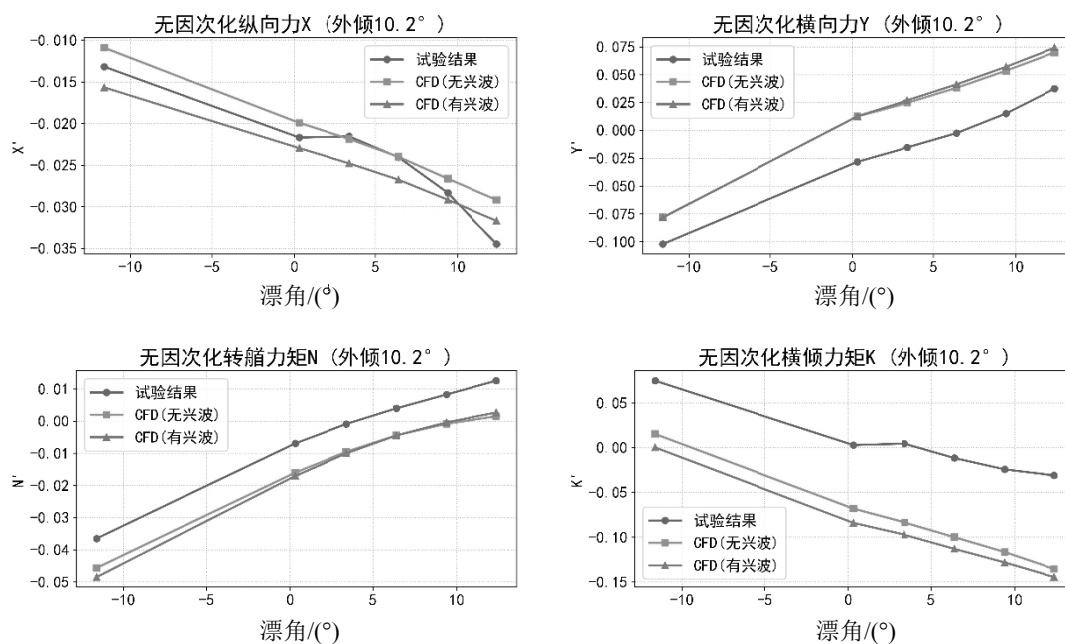 无因次化纵向力X (外倾10.2°)
−0.010
−0.015
−0.020
−0.025
−0.030
−0.035
X′
试验结果
CFD(无兴波)
CFD(有兴波)
−10
−5
0
5
10
漂角/(°)
无因次化横向力Y (外倾10.2°)
0.075
0.050
0.025
0.000
−0.025
−0.050
−0.075
−0.100
Y′
试验结果
CFD(无兴波)
CFD(有兴波)
−10
−5
0
5
10
漂角/(°)
无因次化转艏力矩N (外倾10.2°)
0.01
0.00
−0.01
−0.02
−0.03
−0.04
−0.05
N′
试验结果
CFD(无兴波)
CFD(有兴波)
−10
−5
0
5
10
漂角/(°)
无因次化横倾力矩K (外倾10.2°)
0.05
0.00
−0.05
−0.10
−0.15
K′
试验结果
CFD(无兴波)
CFD(有兴波)
−10
−5
0
5
10
漂角/(°)